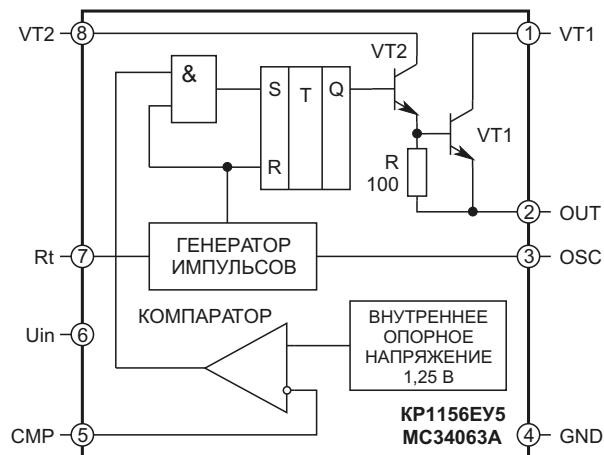 VT2 8 1 VT1
VT2
&
S T Q
VT1
R
R
100
2 OUT
Rt 7 ГЕНЕРАТОР 3 OSC
ИМПУЛЬСОВ
КОМПАРАТОР
Uin 6
ВНУТРЕННЕЕ
ОПОРНОЕ
НАПРЯЖЕНИЕ
1,25 В
КР1156ЕУ5
CMP 5 MC34063A 4 GND